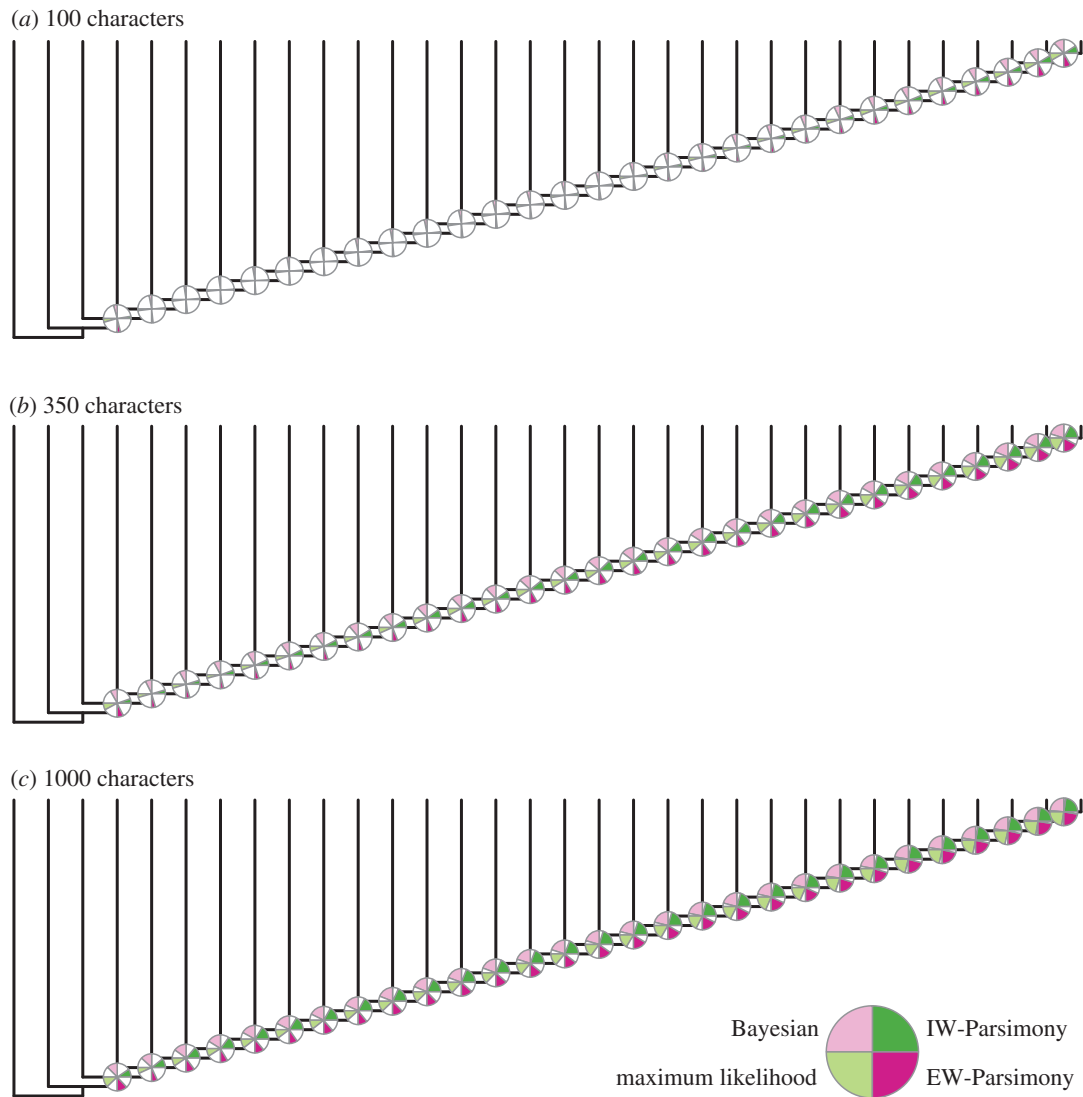 (a) 100 characters
(b) 350 characters
(c) 1000 characters
Bayesian IW-Parsimony
maximum likelihood EW-Parsimony